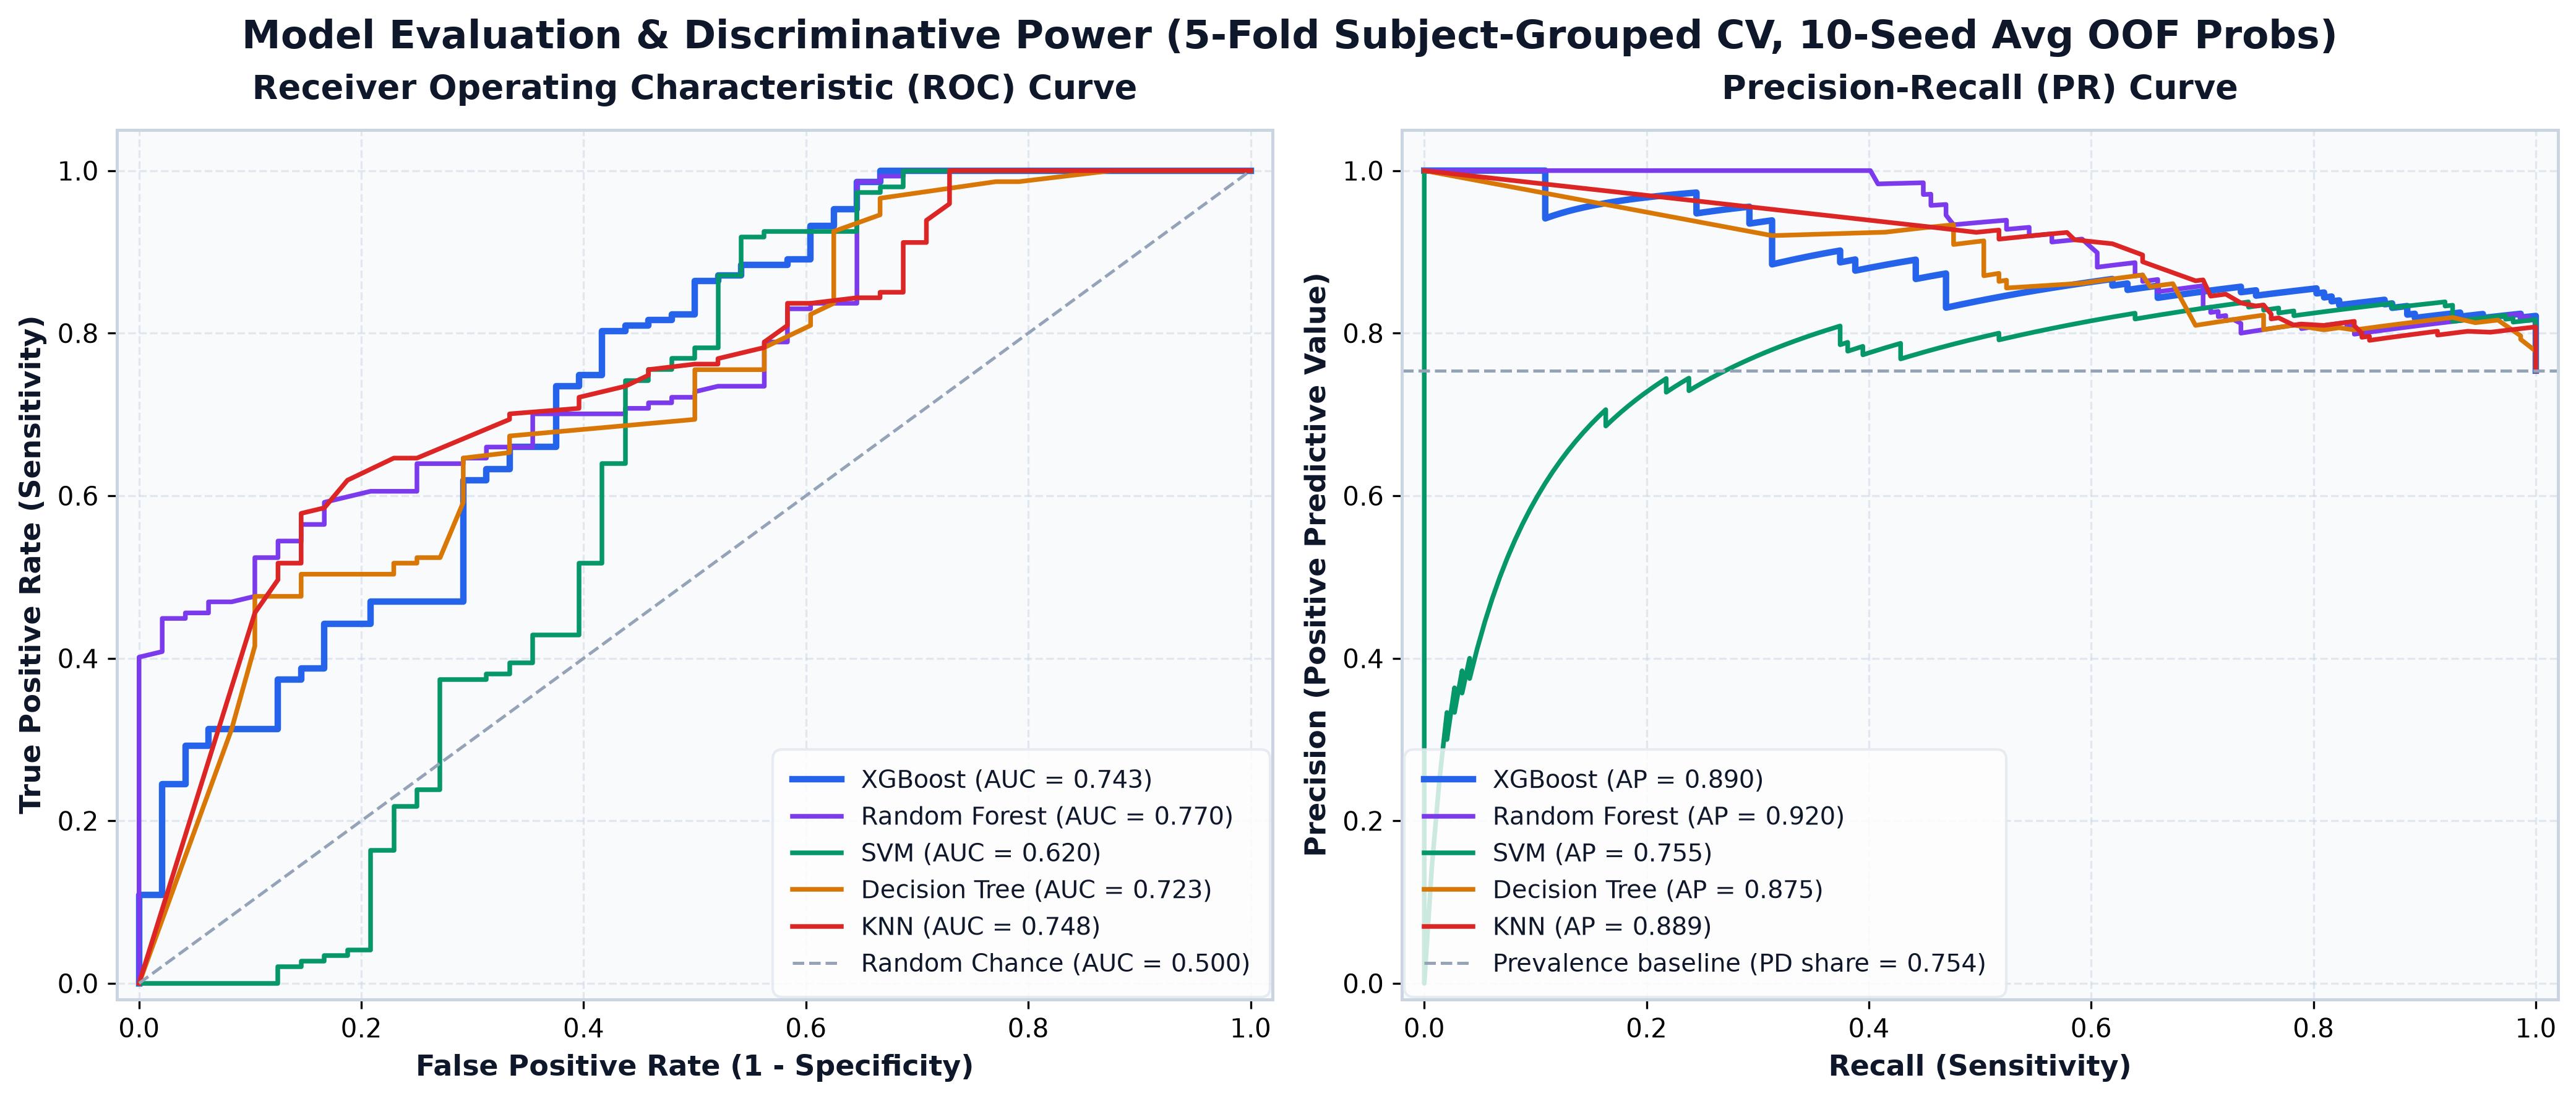 Model Evaluation & Discriminative Power (5-Fold Subject-Grouped CV, 10-Seed Avg OOF Probs)
Receiver Operating Characteristic (ROC) Curve
True Positive Rate (Sensitivity)
1.0
0.8
0.6
0.4
0.2
0.0
XGBoost (AUC = 0.743)
Random Forest (AUC = 0.770)
SVM (AUC = 0.620)
Decision Tree (AUC = 0.723)
KNN (AUC = 0.748)
Random Chance (AUC = 0.500)
0.0 0.2 0.4 0.6 0.8 1.0
False Positive Rate (1 - Specificity)
Precision-Recall (PR) Curve
Precision (Positive Predictive Value)
1.0
0.8
0.6
0.4
0.2
0.0
XGBoost (AP = 0.890)
Random Forest (AP = 0.920)
SVM (AP = 0.755)
Decision Tree (AP = 0.875)
KNN (AP = 0.889)
Prevalence baseline (PD share = 0.754)
0.0 0.2 0.4 0.6 0.8 1.0
Recall (Sensitivity)